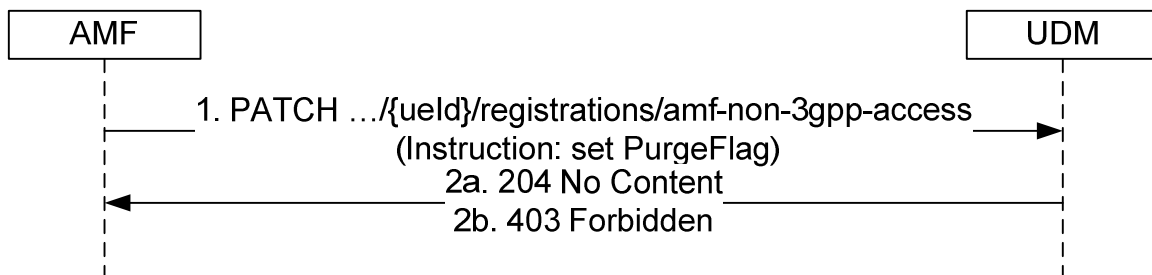 AMF
UDM
1. PATCH …/{ueId}/registrations/amf-non-3gpp-access
(Instruction: set PurgeFlag)
2a. 204 No Content
2b. 403 Forbidden